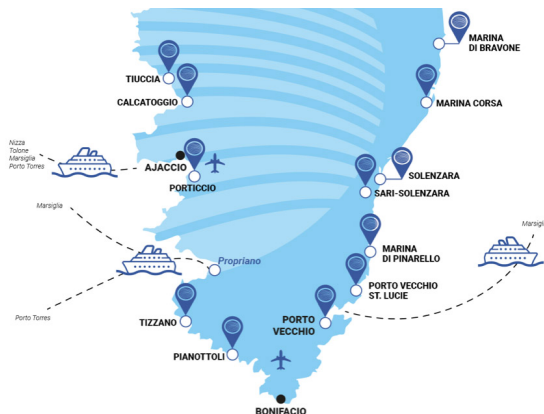 MARINA
DI BRAVONE
TIUCCIA
CALCATOGGIO
MARINA CORSA
Nizza
Tolone
Marsiglia
Porto Torres
AJACCIO
PORTICCIO
SOLENZARA
SARI-SOLENZARA
Marsiglia
Marsigl
MARINA
DI PINARELLO
Propriano
PORTO VECCHIO
ST. LUCIE
Porto Torres
TIZZANO
PORTO
VECCHIO
PIANOTTOLI
BONIFACIO